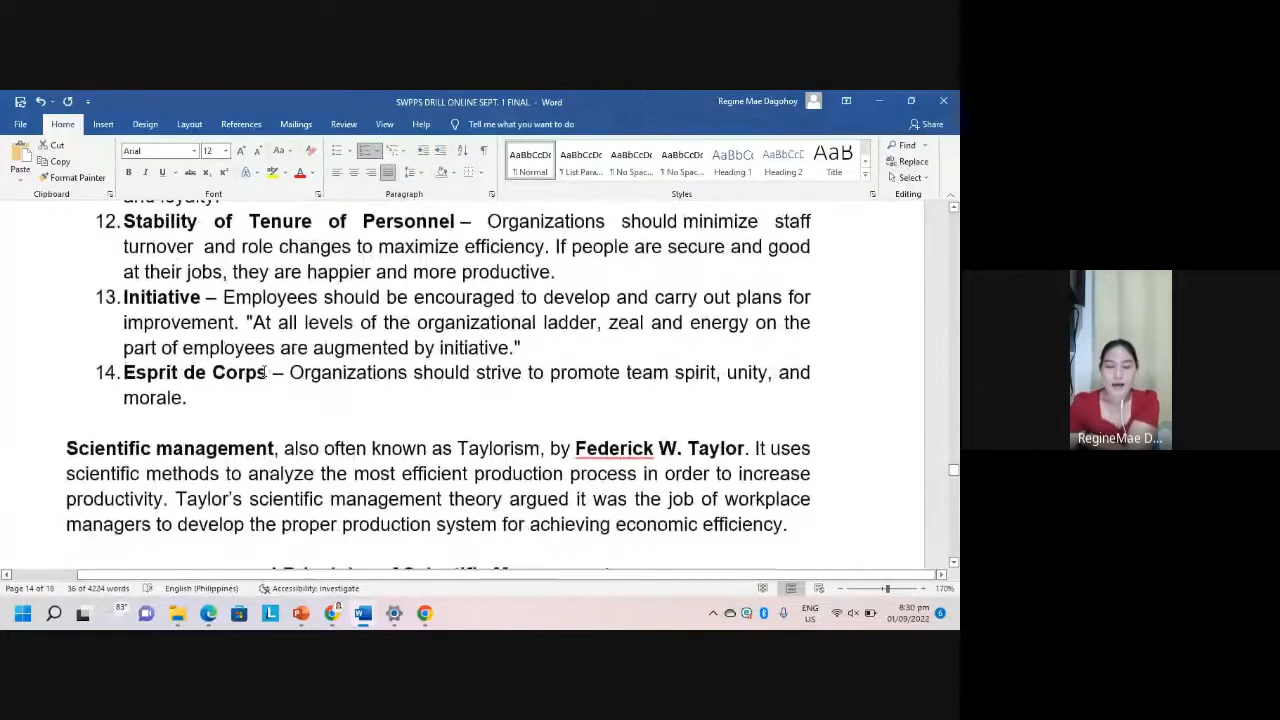 SWPPS DRILL ONLINE SEPT. 1 FINAL - Word
Regine Mae Dagohoy
File Home Insert Design Layout References Mailings Review View Help Tell me what you want to do Share
Paste
Cut
Copy
Format Painter
Arial 12
AaBbCcDc AaBbCcDc AaBbCcDc AaBbCcDc AaBbCcD AaBbCcD AaB
¶ Normal ¶ List Para... ¶ No Spac... ¶ No Spac... Heading 1 Heading 2 Title
Find
Replace
Select
Clipboard Font Paragraph Styles Editing
and loyalty.
12. Stability of Tenure of Personnel – Organizations should minimize staff
turnover and role changes to maximize efficiency. If people are secure and good
at their jobs, they are happier and more productive.
13. Initiative – Employees should be encouraged to develop and carry out plans for
improvement. "At all levels of the organizational ladder, zeal and energy on the
part of employees are augmented by initiative."
14. Esprit de Corps – Organizations should strive to promote team spirit, unity, and
morale.
Scientific management, also often known as Taylorism, by Federick W. Taylor. It uses
scientific methods to analyze the most efficient production process in order to increase
productivity. Taylor's scientific management theory argued it was the job of workplace
managers to develop the proper production system for achieving economic efficiency.
Page 14 of 18 36 of 4224 words English (Philippines) Accessibility: Investigate 170%
83° ENG 8:30 pm
US 01/09/2022 6
RegineMae D...